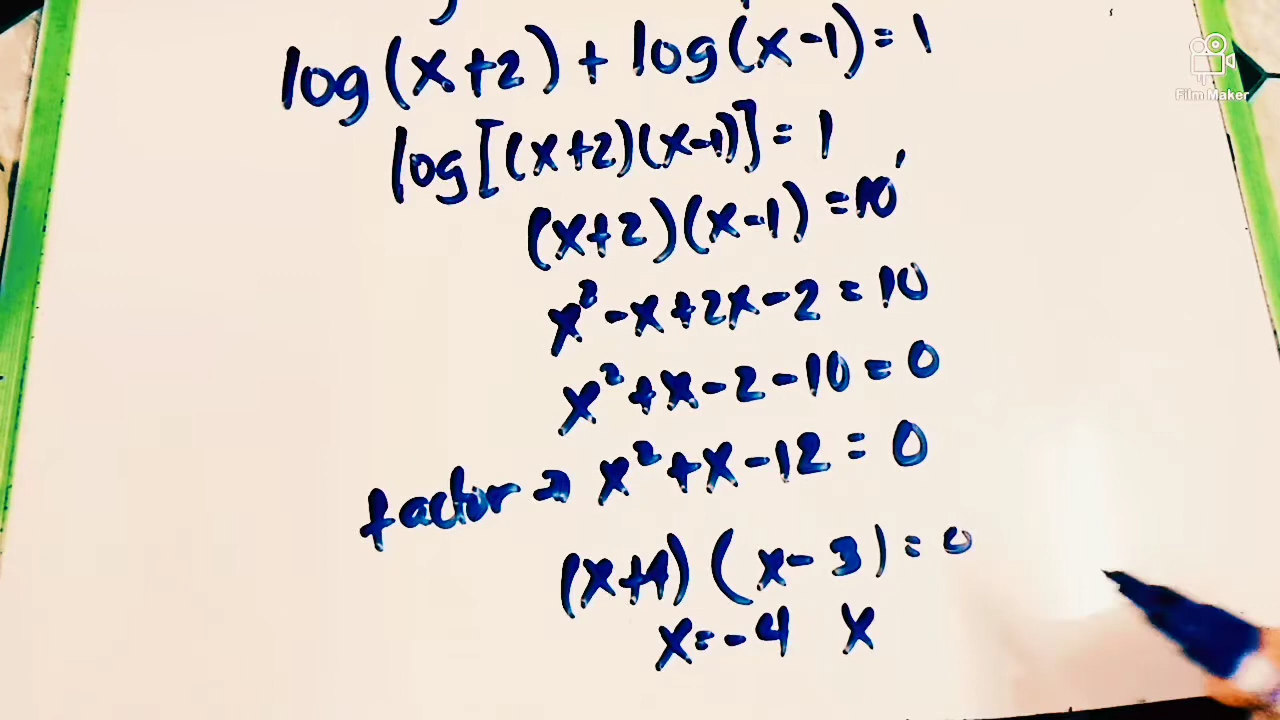 log(x+2) + log(x-1) = 1
Film Maker
log[(x+2)(x-1)] = 1
(x+2)(x-1) = 10¹
x²-x+2x-2 = 10
x²+x-2-10 = 0
factor → x²+x-12 = 0
(x+4)(x-3) = 0
x=-4 x